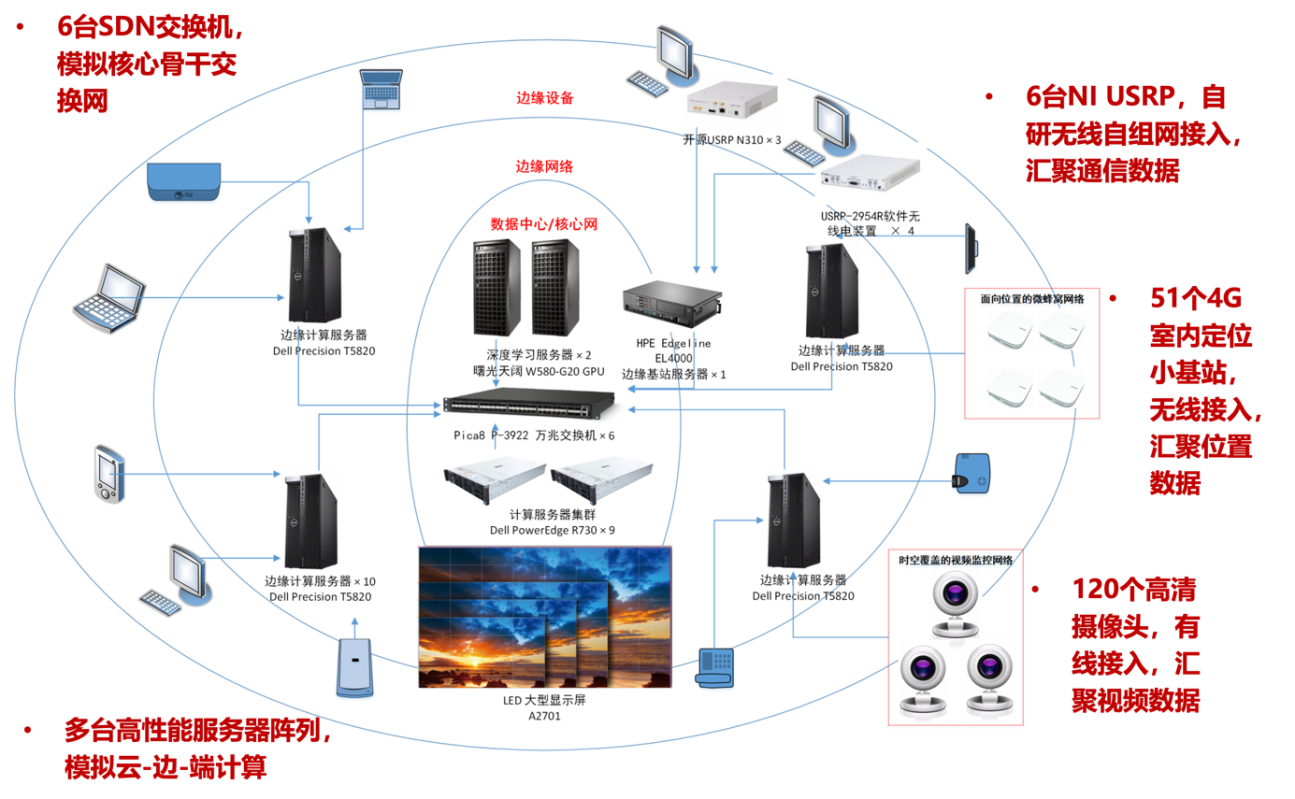 • 6台SDN交换机，
模拟核心骨干交
换网
边缘设备
边缘网络
数据中心/核心网
开源USRP N310×3
USRP-2954R软件无
线电装置 × 4
• 6台NI USRP，自
研无线自组网接入，
汇聚通信数据
边缘计算服务器
Dell Precision T5820
深度学习服务器×2
曙光天阔 W580-G20 GPU
HPE Edgeline
EL4000
边缘基站服务器×1
边缘计算服务器
Dell Precision T5820
面向位置的微蜂窝网络
• 51个4G
室内定位
小基站，
无线接入，
汇聚位置
数据
Pica8 P-3922 万兆交换机×6
计算服务器集群
Dell PowerEdge R730×9
边缘计算服务器×10
Dell Precision T5820
边缘计算服务器
Dell Precision T5820
时空覆盖的视频监控网络
• 120个高清
摄像头，有
线接入，汇
聚视频数据
LED 大型显示屏
A2701
• 多台高性能服务器阵列，
模拟云-边-端计算